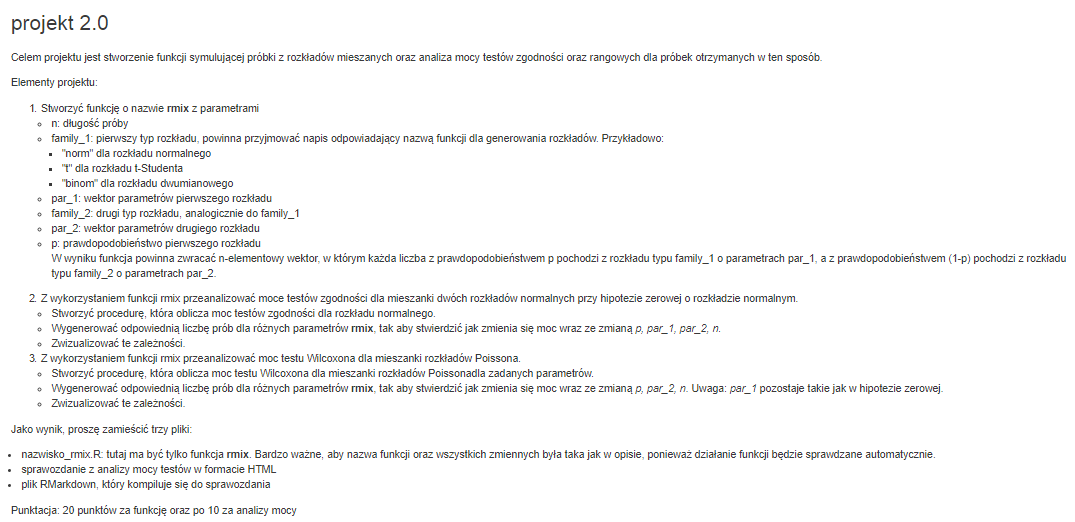 projekt 2.0
Celem projektu jest stworzenie funkcji symulującej próbki z rozkładów mieszanych oraz analiza mocy testów zgodności oraz rangowych dla próbek otrzymanych w ten sposób.
Elementy projektu:
1. Stworzyć funkcję o nazwie rmix z parametrami
n: długość próby
family_1: pierwszy typ rozkładu, powinna przyjmować napis odpowiadający nazwą funkcji dla generowania rozkładów. Przykładowo:
"norm" dla rozkładu normalnego
"t" dla rozkładu t-Studenta
"binom" dla rozkładu dwumianowego
par_1: wektor parametrów pierwszego rozkładu
family_2: drugi typ rozkładu, analogicznie do family_1
par_2: wektor parametrów drugiego rozkładu
p: prawdopodobieństwo pierwszego rozkładu
W wyniku funkcja powinna zwracać n-elementowy wektor, w którym każda liczba z prawdopodobieństwem p pochodzi z rozkładu typu family_1 o parametrach par_1, a z prawdopodobieństwem (1-p) pochodzi z rozkładu
typu family_2 o parametrach par_2.
2. Z wykorzystaniem funkcji rmix przeanalizować moce testów zgodności dla mieszanki dwóch rozkładów normalnych przy hipotezie zerowej o rozkładzie normalnym.
Stworzyć procedurę, która oblicza moc testów zgodności dla rozkładu normalnego.
Wygenerować odpowiednią liczbę prób dla różnych parametrów rmix, tak aby stwierdzić jak zmienia się moc wraz ze zmianą p, par_1, par_2, n.
Zwizualizować te zależności.
3. Z wykorzystaniem funkcji rmix przeanalizować moc testu Wilcoxona dla mieszanki rozkładów Poissona.
Stworzyć procedurę, która oblicza moc testu Wilcoxona dla mieszanki rozkładów Poissonadla zadanych parametrów.
Wygenerować odpowiednią liczbę prób dla różnych parametrów rmix, tak aby stwierdzić jak zmienia się moc wraz ze zmianą p, par_2, n. Uwaga: par_1 pozostaje takie jak w hipotezie zerowej.
Zwizualizować te zależności.
Jako wynik, proszę zamieścić trzy pliki:
nazwisko_rmix.R: tutaj ma być tylko funkcja rmix. Bardzo ważne, aby nazwa funkcji oraz wszystkich zmiennych była taka jak w opisie, ponieważ działanie funkcji będzie sprawdzane automatycznie.
sprawozdanie z analizy mocy testów w formacie HTML
plik RMarkdown, który kompiluje się do sprawozdania
Punktacja: 20 punktów za funkcję oraz po 10 za analizy mocy